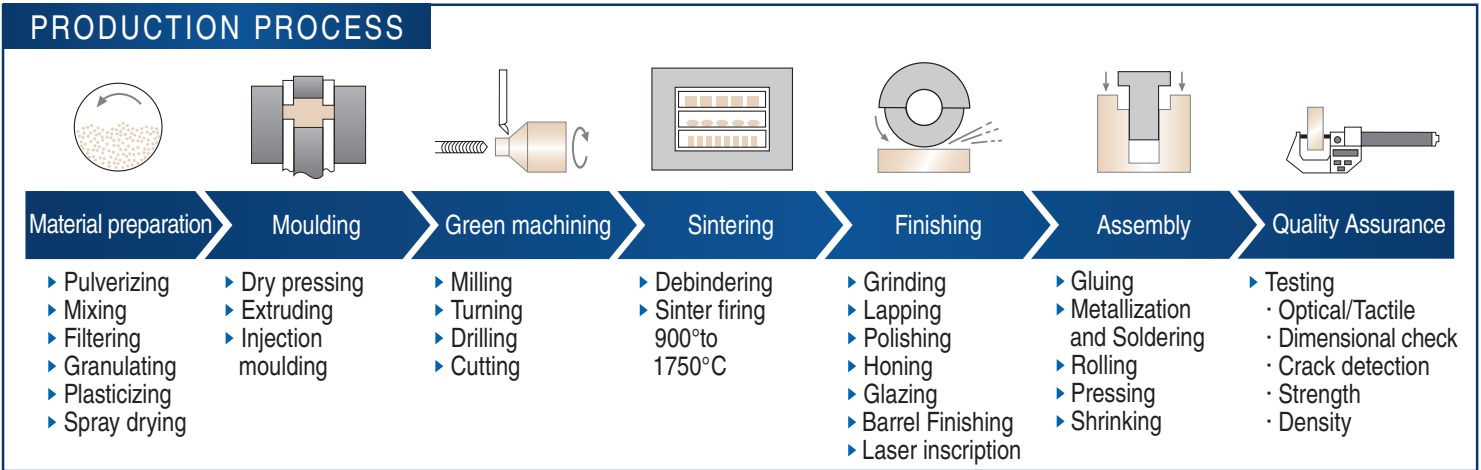 PRODUCTION PROCESS
Material preparation
Moulding
Green machining
Sintering
Finishing
Assembly
Quality Assurance
Pulverizing
Mixing
Filtering
Granulating
Plasticizing
Spray drying
Dry pressing
Extruding
Injection
moulding
Milling
Turning
Drilling
Cutting
Debindering
Sinter firing
900°to
1750°C
Grinding
Lapping
Polishing
Honing
Glazing
Barrel Finishing
Laser inscription
Gluing
Metallization
and Soldering
Rolling
Pressing
Shrinking
Testing
· Optical/Tactile
· Dimensional check
· Crack detection
· Strength
· Density